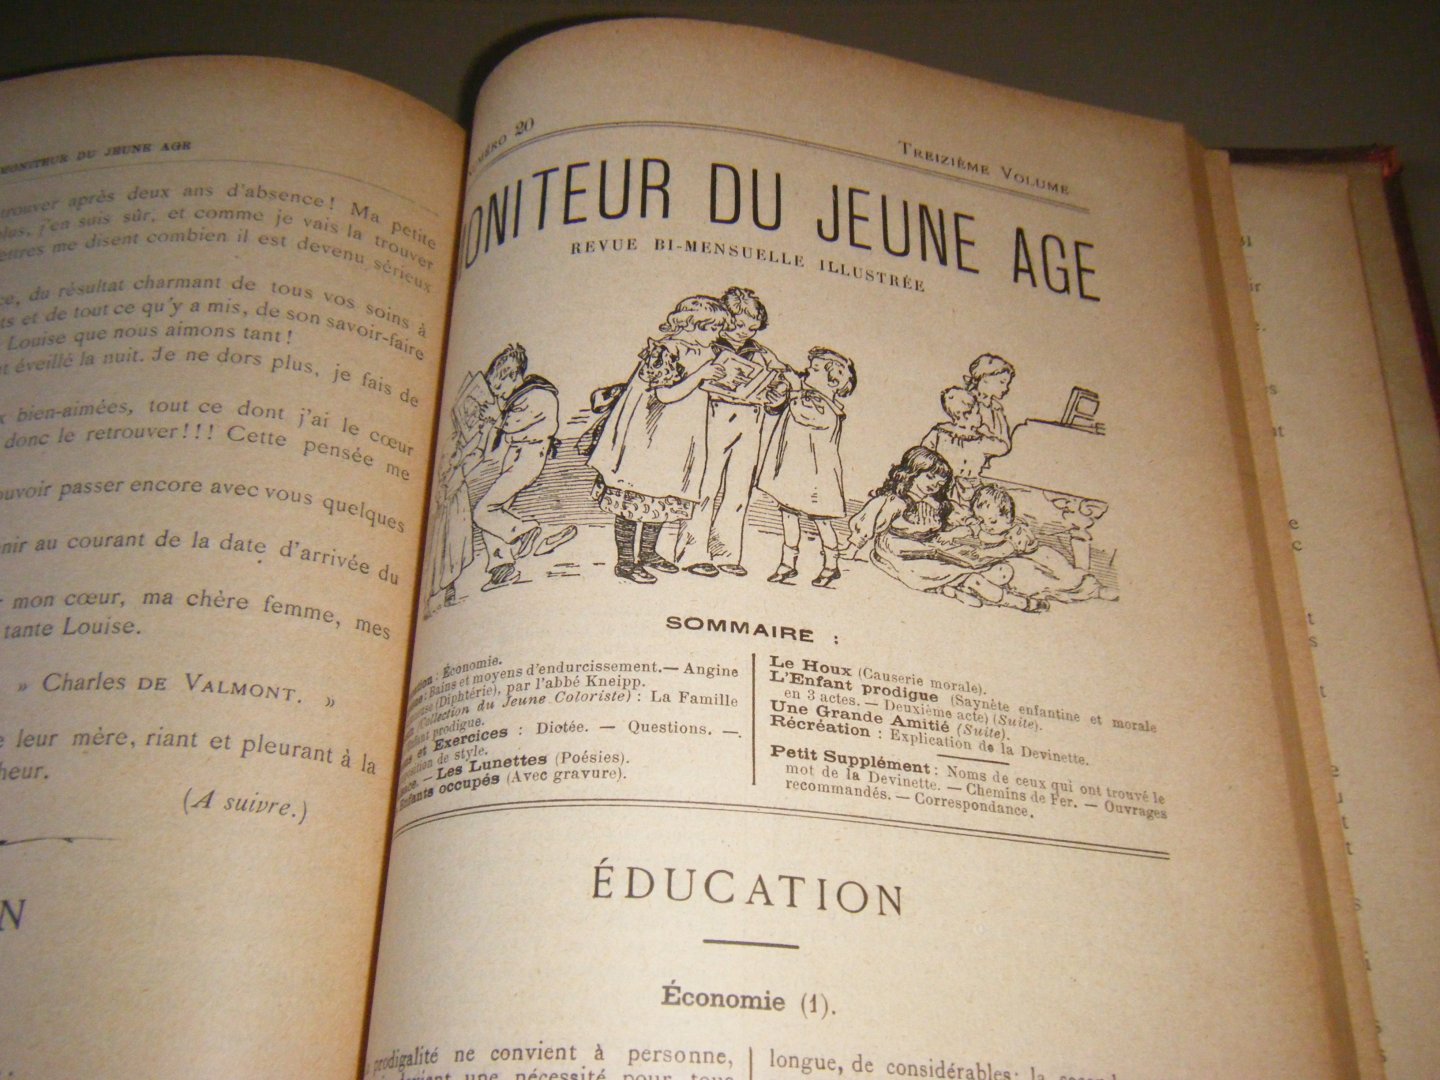 MONITEUR DU JEUNE AGE
trouver après deux ans d'absence! Ma petite
plus, j'en suis sûr, et comme je vais la trouver
ettres me disent combien il est devenu sérieux
ce, du résultat charmant de tous vos soins à
ts et de tout ce qu'y a mis, de son savoir-faire
Louise que nous aimons tant!
t éveillé la nuit. Je ne dors plus, je fais de
x bien-aimées, tout ce dont j'ai le cœur
donc le retrouver!!! Cette pensée me
ouvoir passer encore avec vous quelques
nir au courant de la date d'arrivée du
r mon cœur, ma chère femme, mes
tante Louise.
» Charles DE VALMONT. »
e leur mère, riant et pleurant à la
heur.
(A suivre.)
N
NUMÉRO 20
TREIZIÈME VOLUME
MONITEUR DU JEUNE AGE
REVUE BI-MENSUELLE ILLUSTRÉE
SOMMAIRE :
: Économie.
: Bains et moyens d'endurcissement. — Angine
(Diphtérie), par l'abbé Kneipp.
(Collection du Jeune Coloriste) : La Famille
prodigue.
et Exercices : Dictée. — Questions. —
de style.
— Les Lunettes (Poésies).
Enfants occupés (Avec gravure).
Le Houx (Causerie morale).
L'Enfant prodigue (Saynète enfantine et morale
en 3 actes. — Deuxième acte) (Suite).
Une Grande Amitié (Suite).
Récréation : Explication de la Devinette.
Petit Supplément : Noms de ceux qui ont trouvé le
mot de la Devinette. — Chemins de Fer. — Ouvrages
recommandés. — Correspondance.
ÉDUCATION
Économie (1).
prodigalité ne convient à personne,
devient une nécessité pour tous
longue, de considérables; la